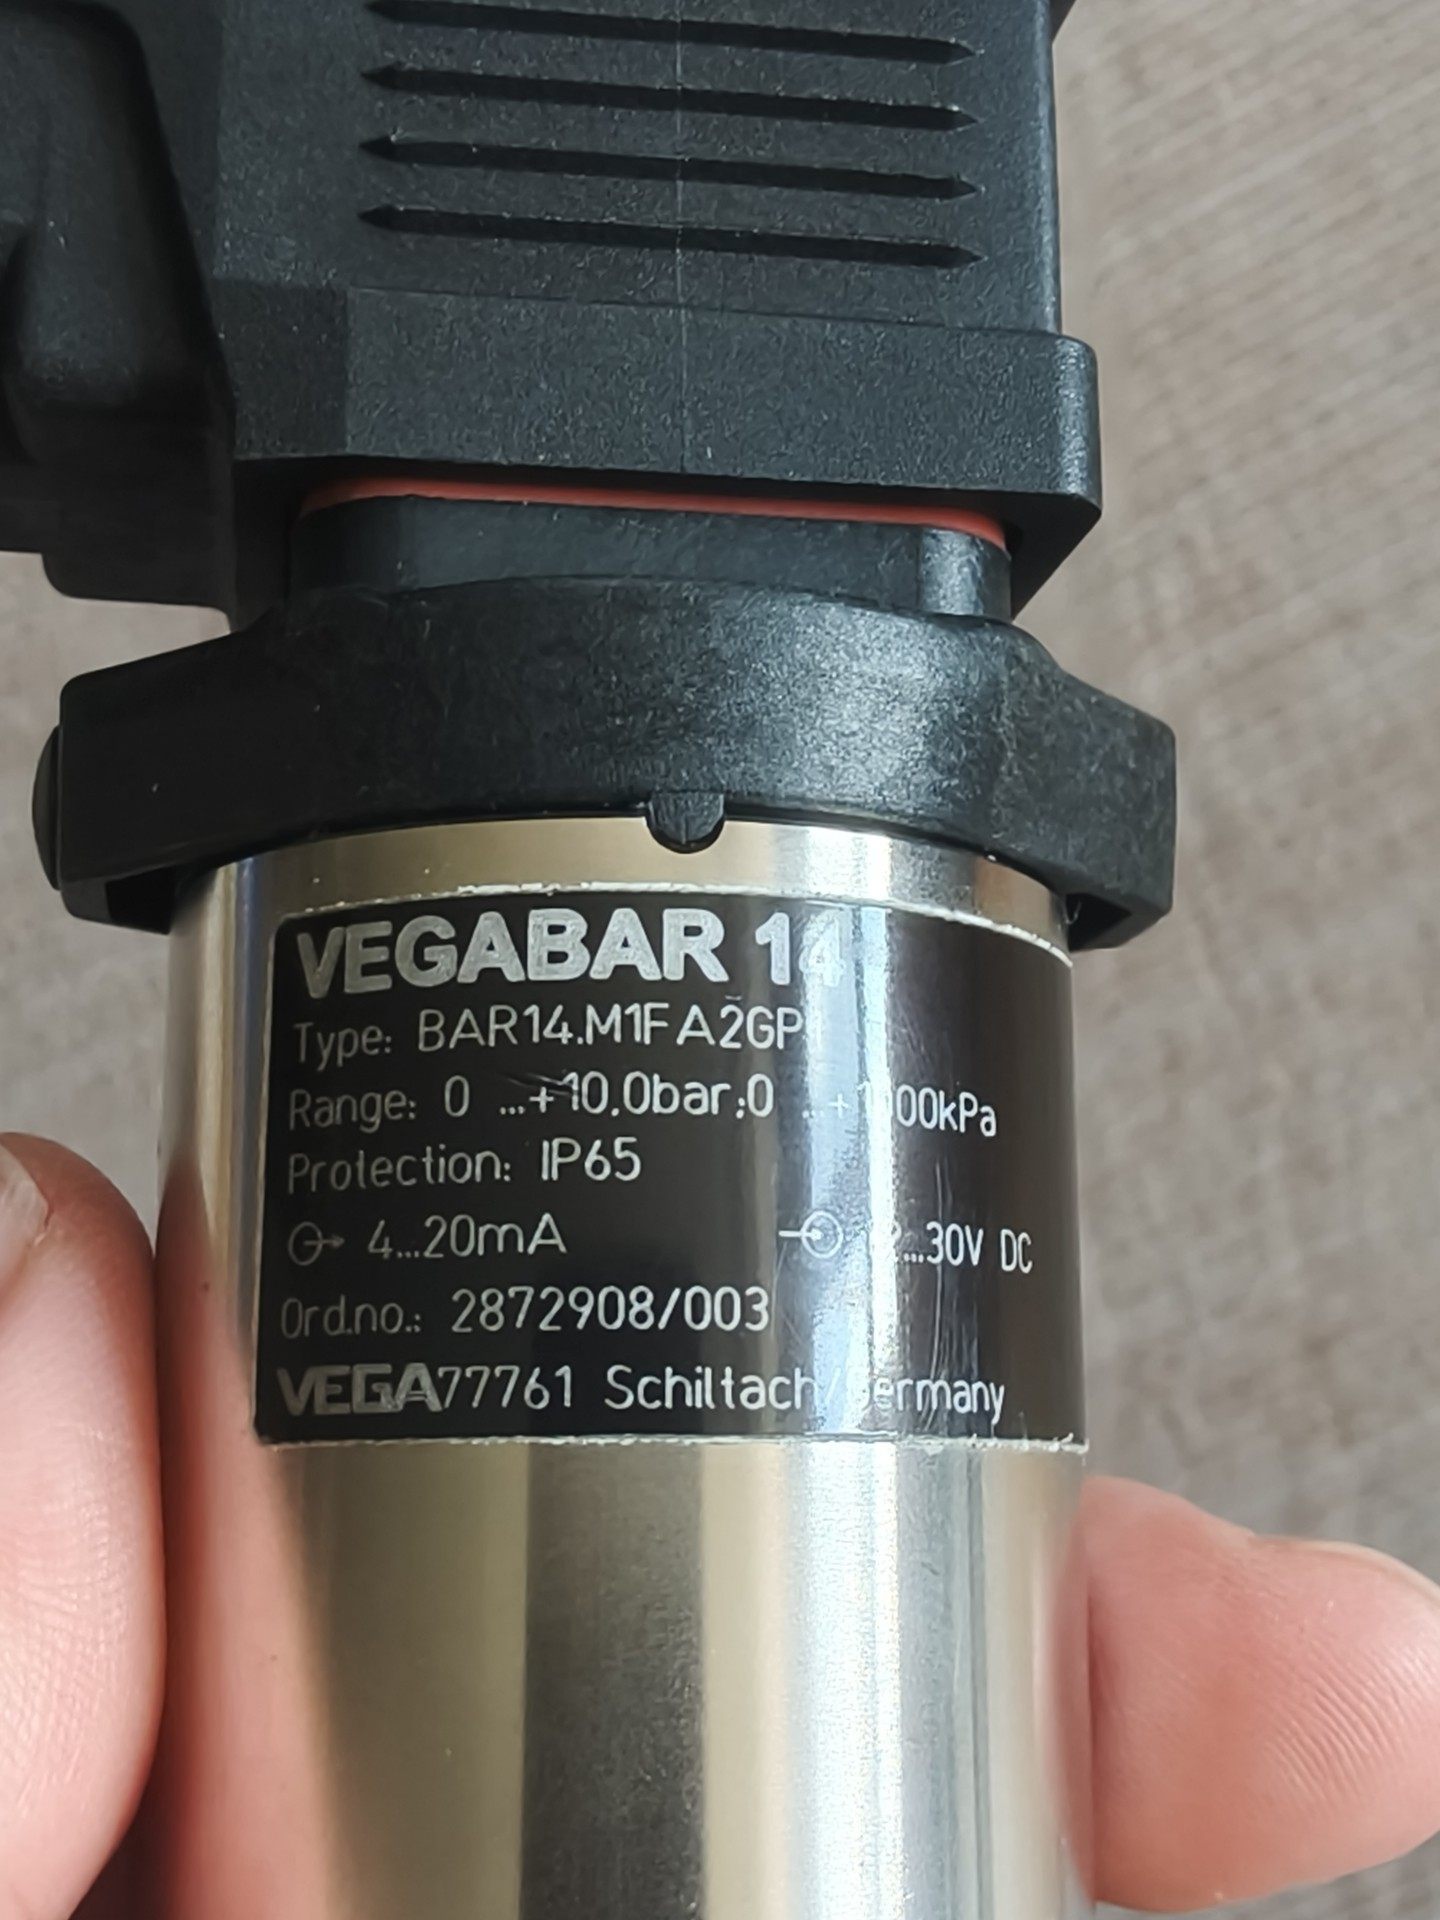 VEGABAR 14
Type: BAR14.M1FA2GP
Range: 0 ...+10.0bar;0 ...+1000kPa
Protection: IP65
4...20mA ...30V DC
Ord.no.: 2872908/003
VEGA 77761 Schiltach/Germany